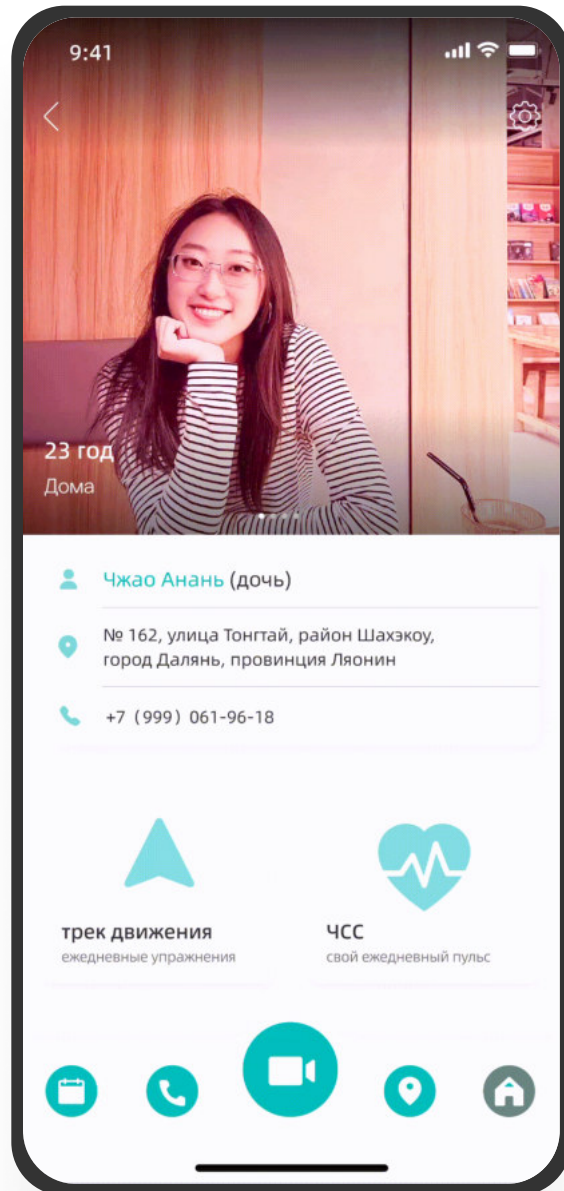 9:41
23 год
Дома
Чжао Анань (дочь)
№ 162, улица Тонгтай, район Шахэкоу,
город Далянь, провинция Ляонин
+7 (999) 061-96-18
трек движения
ежедневные упражнения
ЧСС
свой ежедневный пульс